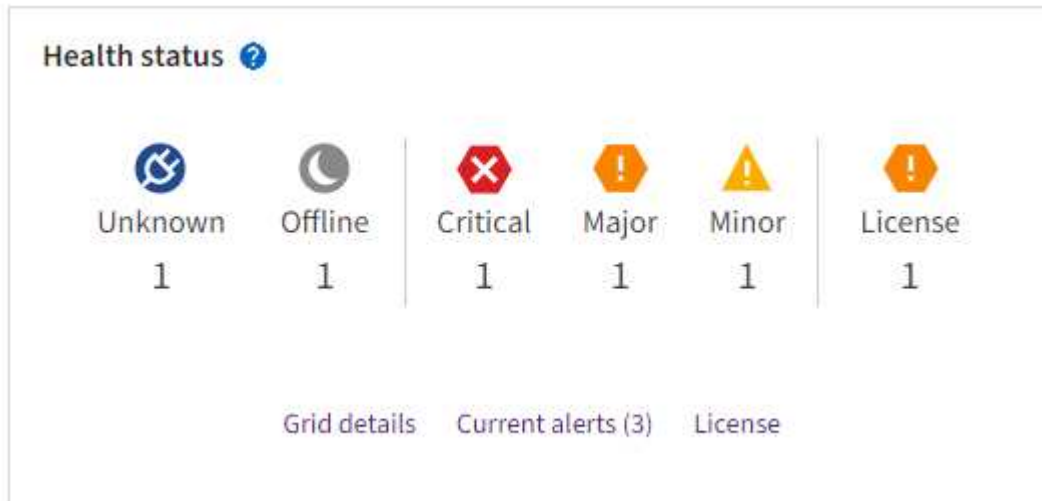 Health status ?
Unknown Offline Critical Major Minor License
1 1 1 1 1 1
Grid details Current alerts (3) License